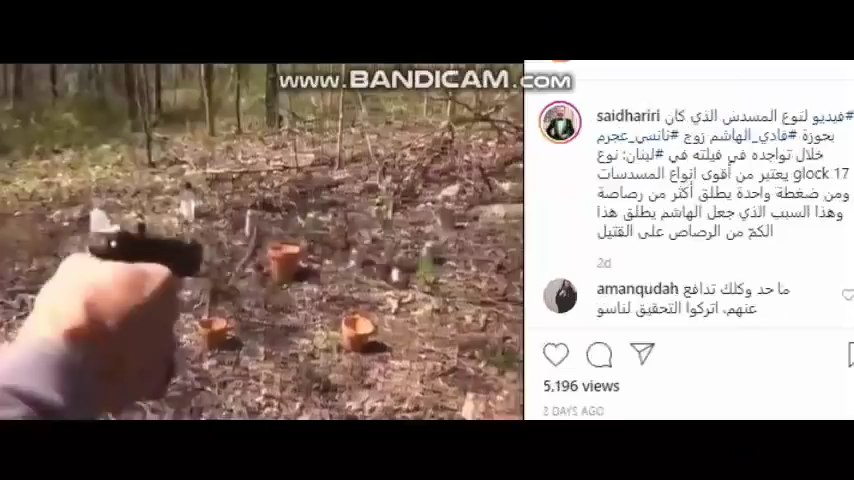 www.BANDICAM.com
saidhariri #فيديو لنوع المسدس الذي كان
بحوزة #فادي_الهاشم زوج #نانسي_عجرم
خلال تواجده في فيلته في #لبنان: نوع
glock 17 يعتبر من أقوى انواع المسدسات
ومن ضغطة واحدة يطلق أكثر من رصاصة
وهذا السبب الذي جعل الهاشم يطلق هذا
الكمّ من الرصاص على القتيل
2d
amanqudah ما حد وكلك تدافع
عنهم، اتركوا التحقيق لناسو
5,196 views
2 DAYS AGO